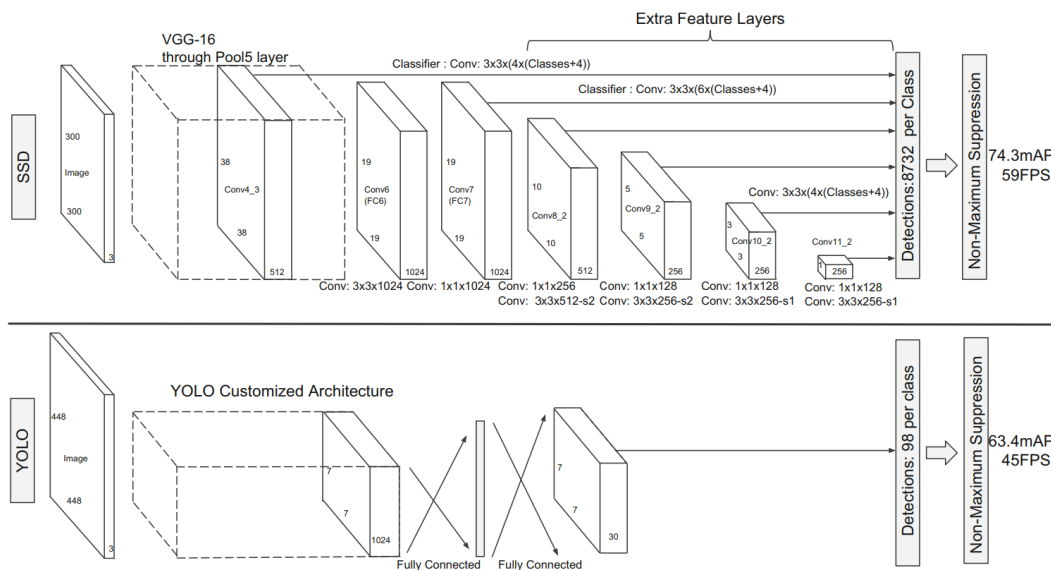 Extra Feature Layers
VGG-16
through Pool5 layer
Classifier : Conv: 3x3x(4x(Classes+4))
Classifier : Conv: 3x3x(6x(Classes+4))
SSD
300
Image
300
3
38
Conv4_3
38
512
19
Conv6
(FC6)
19
1024
19
Conv7
(FC7)
19
1024
10
Conv8_2
10
512
5
Conv9_2
5
256
Conv: 3x3x(4x(Classes+4))
3
Conv10_2
3
256
Conv11_2
1
256
Conv: 3x3x1024
Conv: 1x1x1024
Conv: 1x1x256
Conv: 3x3x512-s2
Conv: 1x1x128
Conv: 3x3x256-s2
Conv: 1x1x128
Conv: 3x3x256-s1
Conv: 1x1x128
Conv: 3x3x256-s1
Detections:8732 per Class
Non-Maximum Suppression
74.3mAP
59FPS
YOLO
448
Image
448
3
YOLO Customized Architecture
7
7
1024
Fully Connected
Fully Connected
7
7
30
Detections: 98 per class
Non-Maximum Suppression
63.4mAP
45FPS